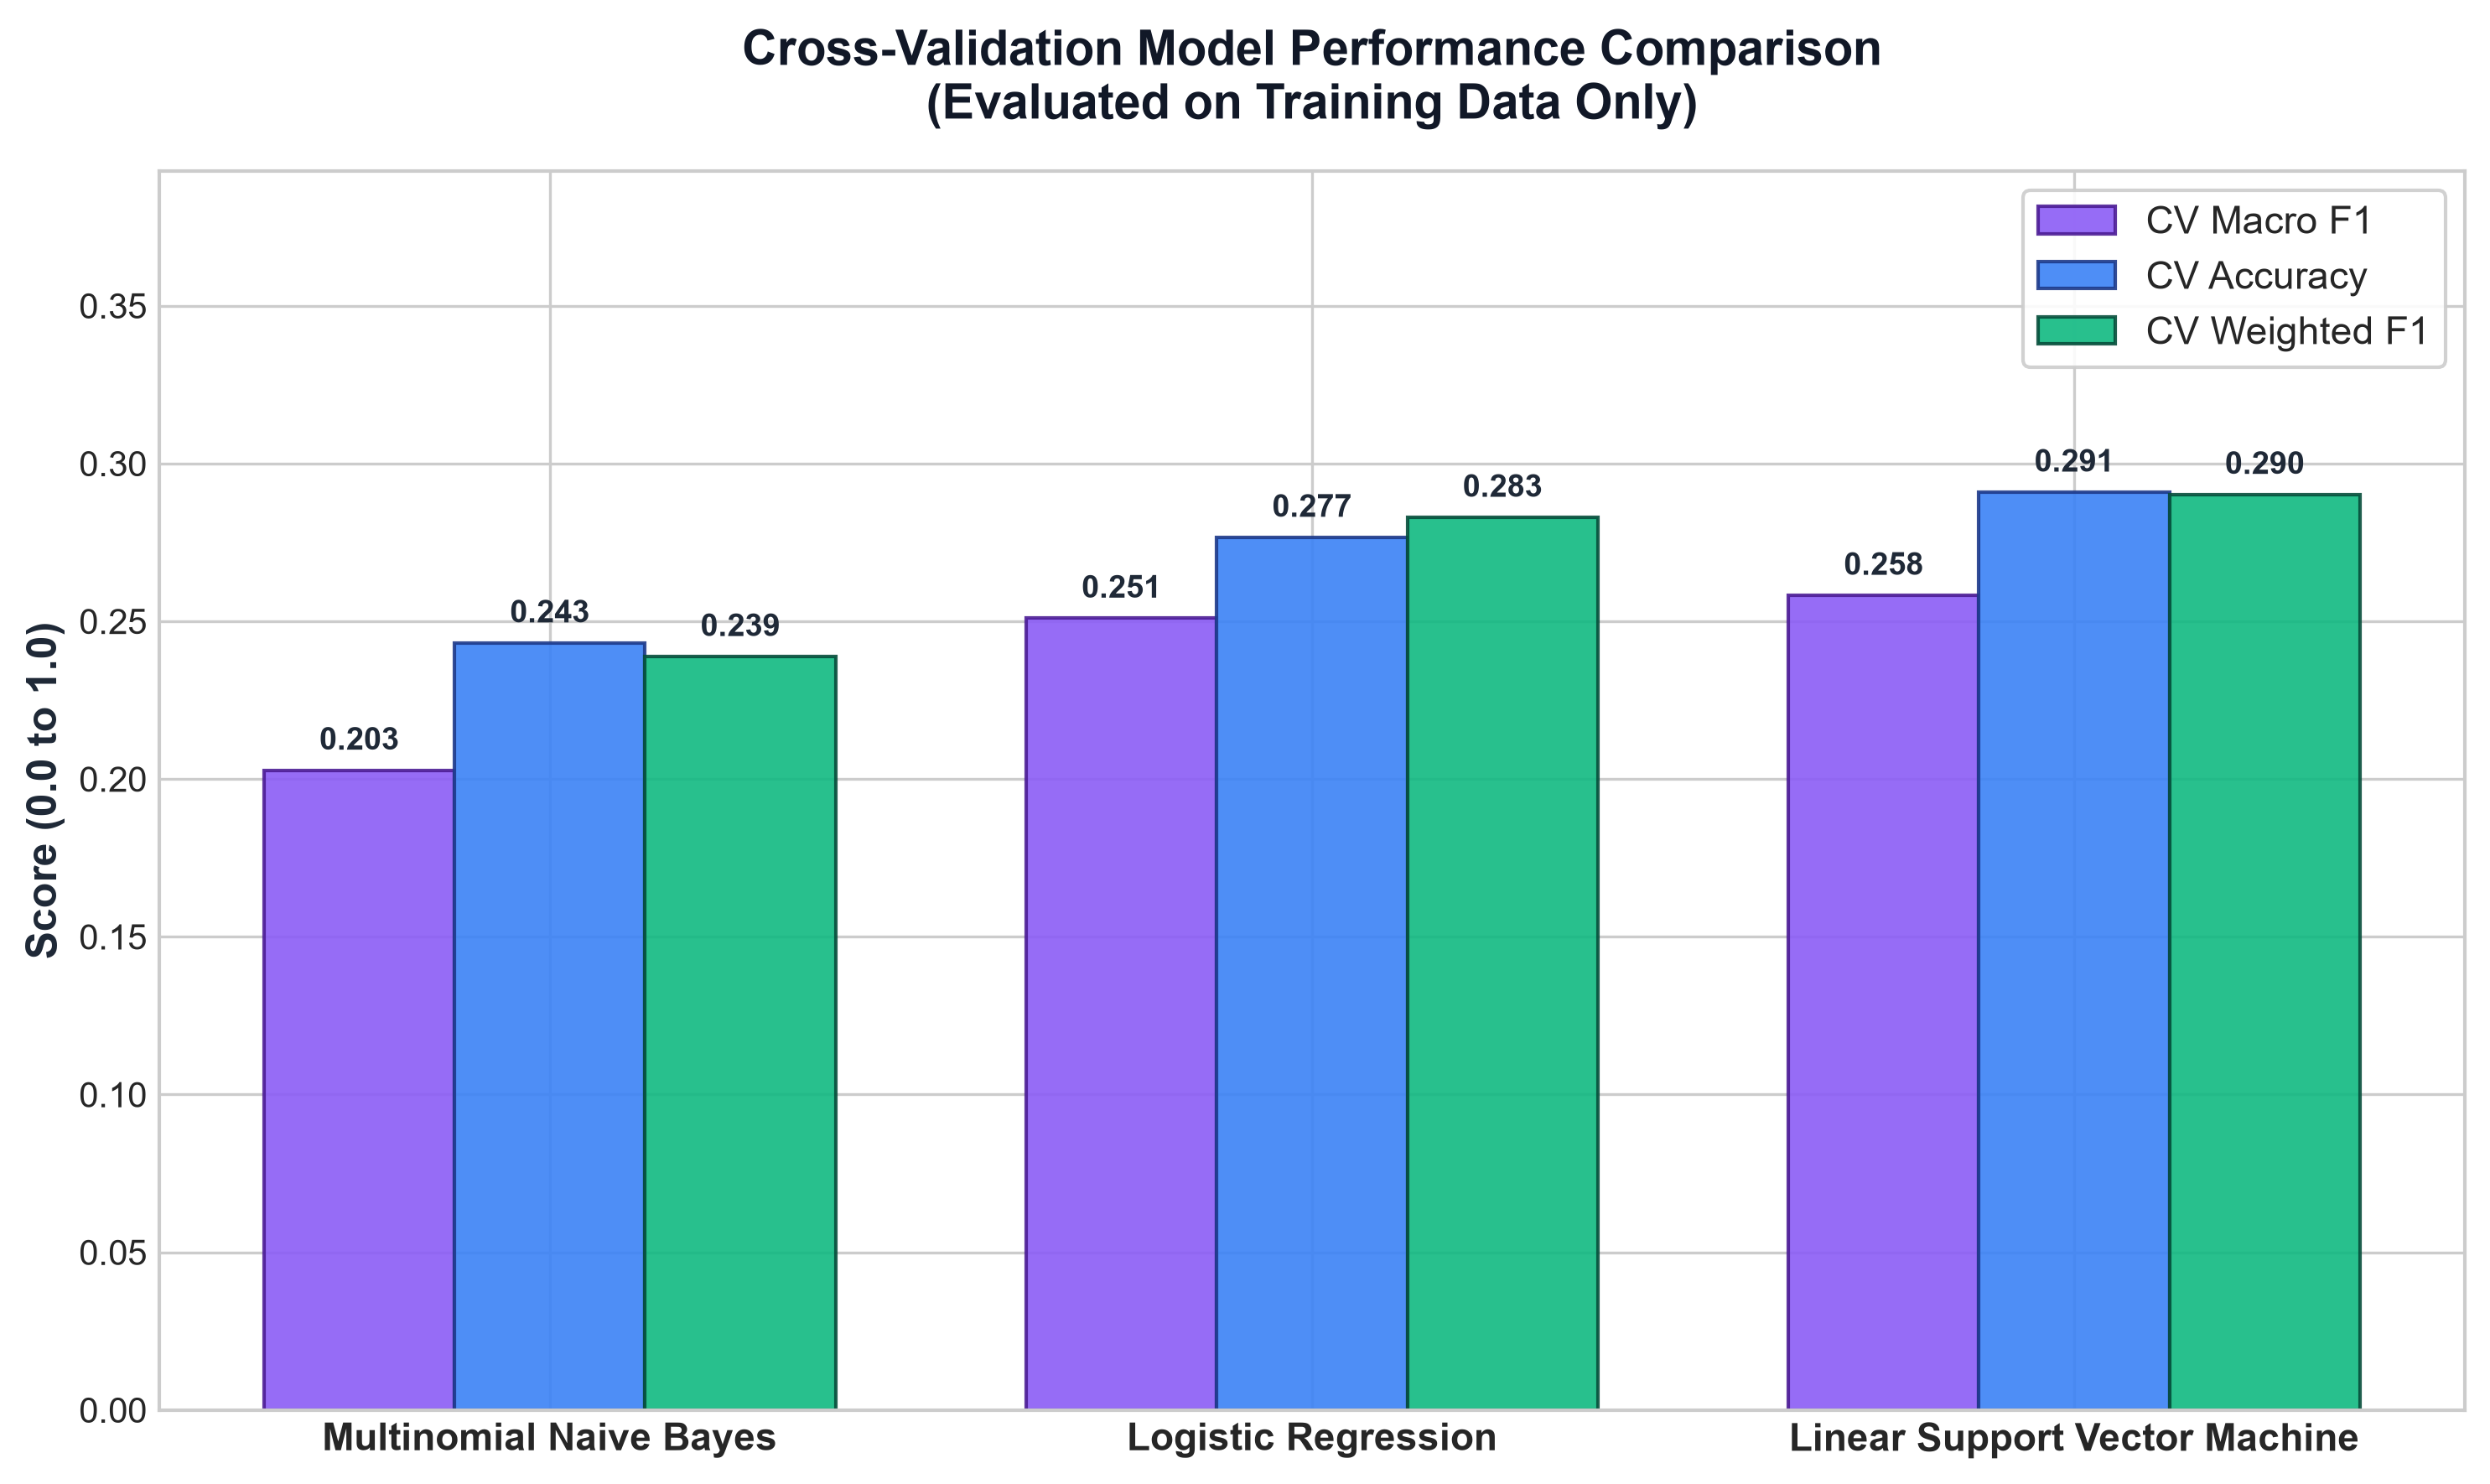 Cross-Validation Model Performance Comparison
(Evaluated on Training Data Only)
CV Macro F1
CV Accuracy
CV Weighted F1
Score (0.0 to 1.0)
0.35
0.30
0.25
0.20
0.15
0.10
0.05
0.00
0.203
0.243
0.239
0.251
0.277
0.283
0.258
0.291
0.290
Multinomial Naive Bayes
Logistic Regression
Linear Support Vector Machine